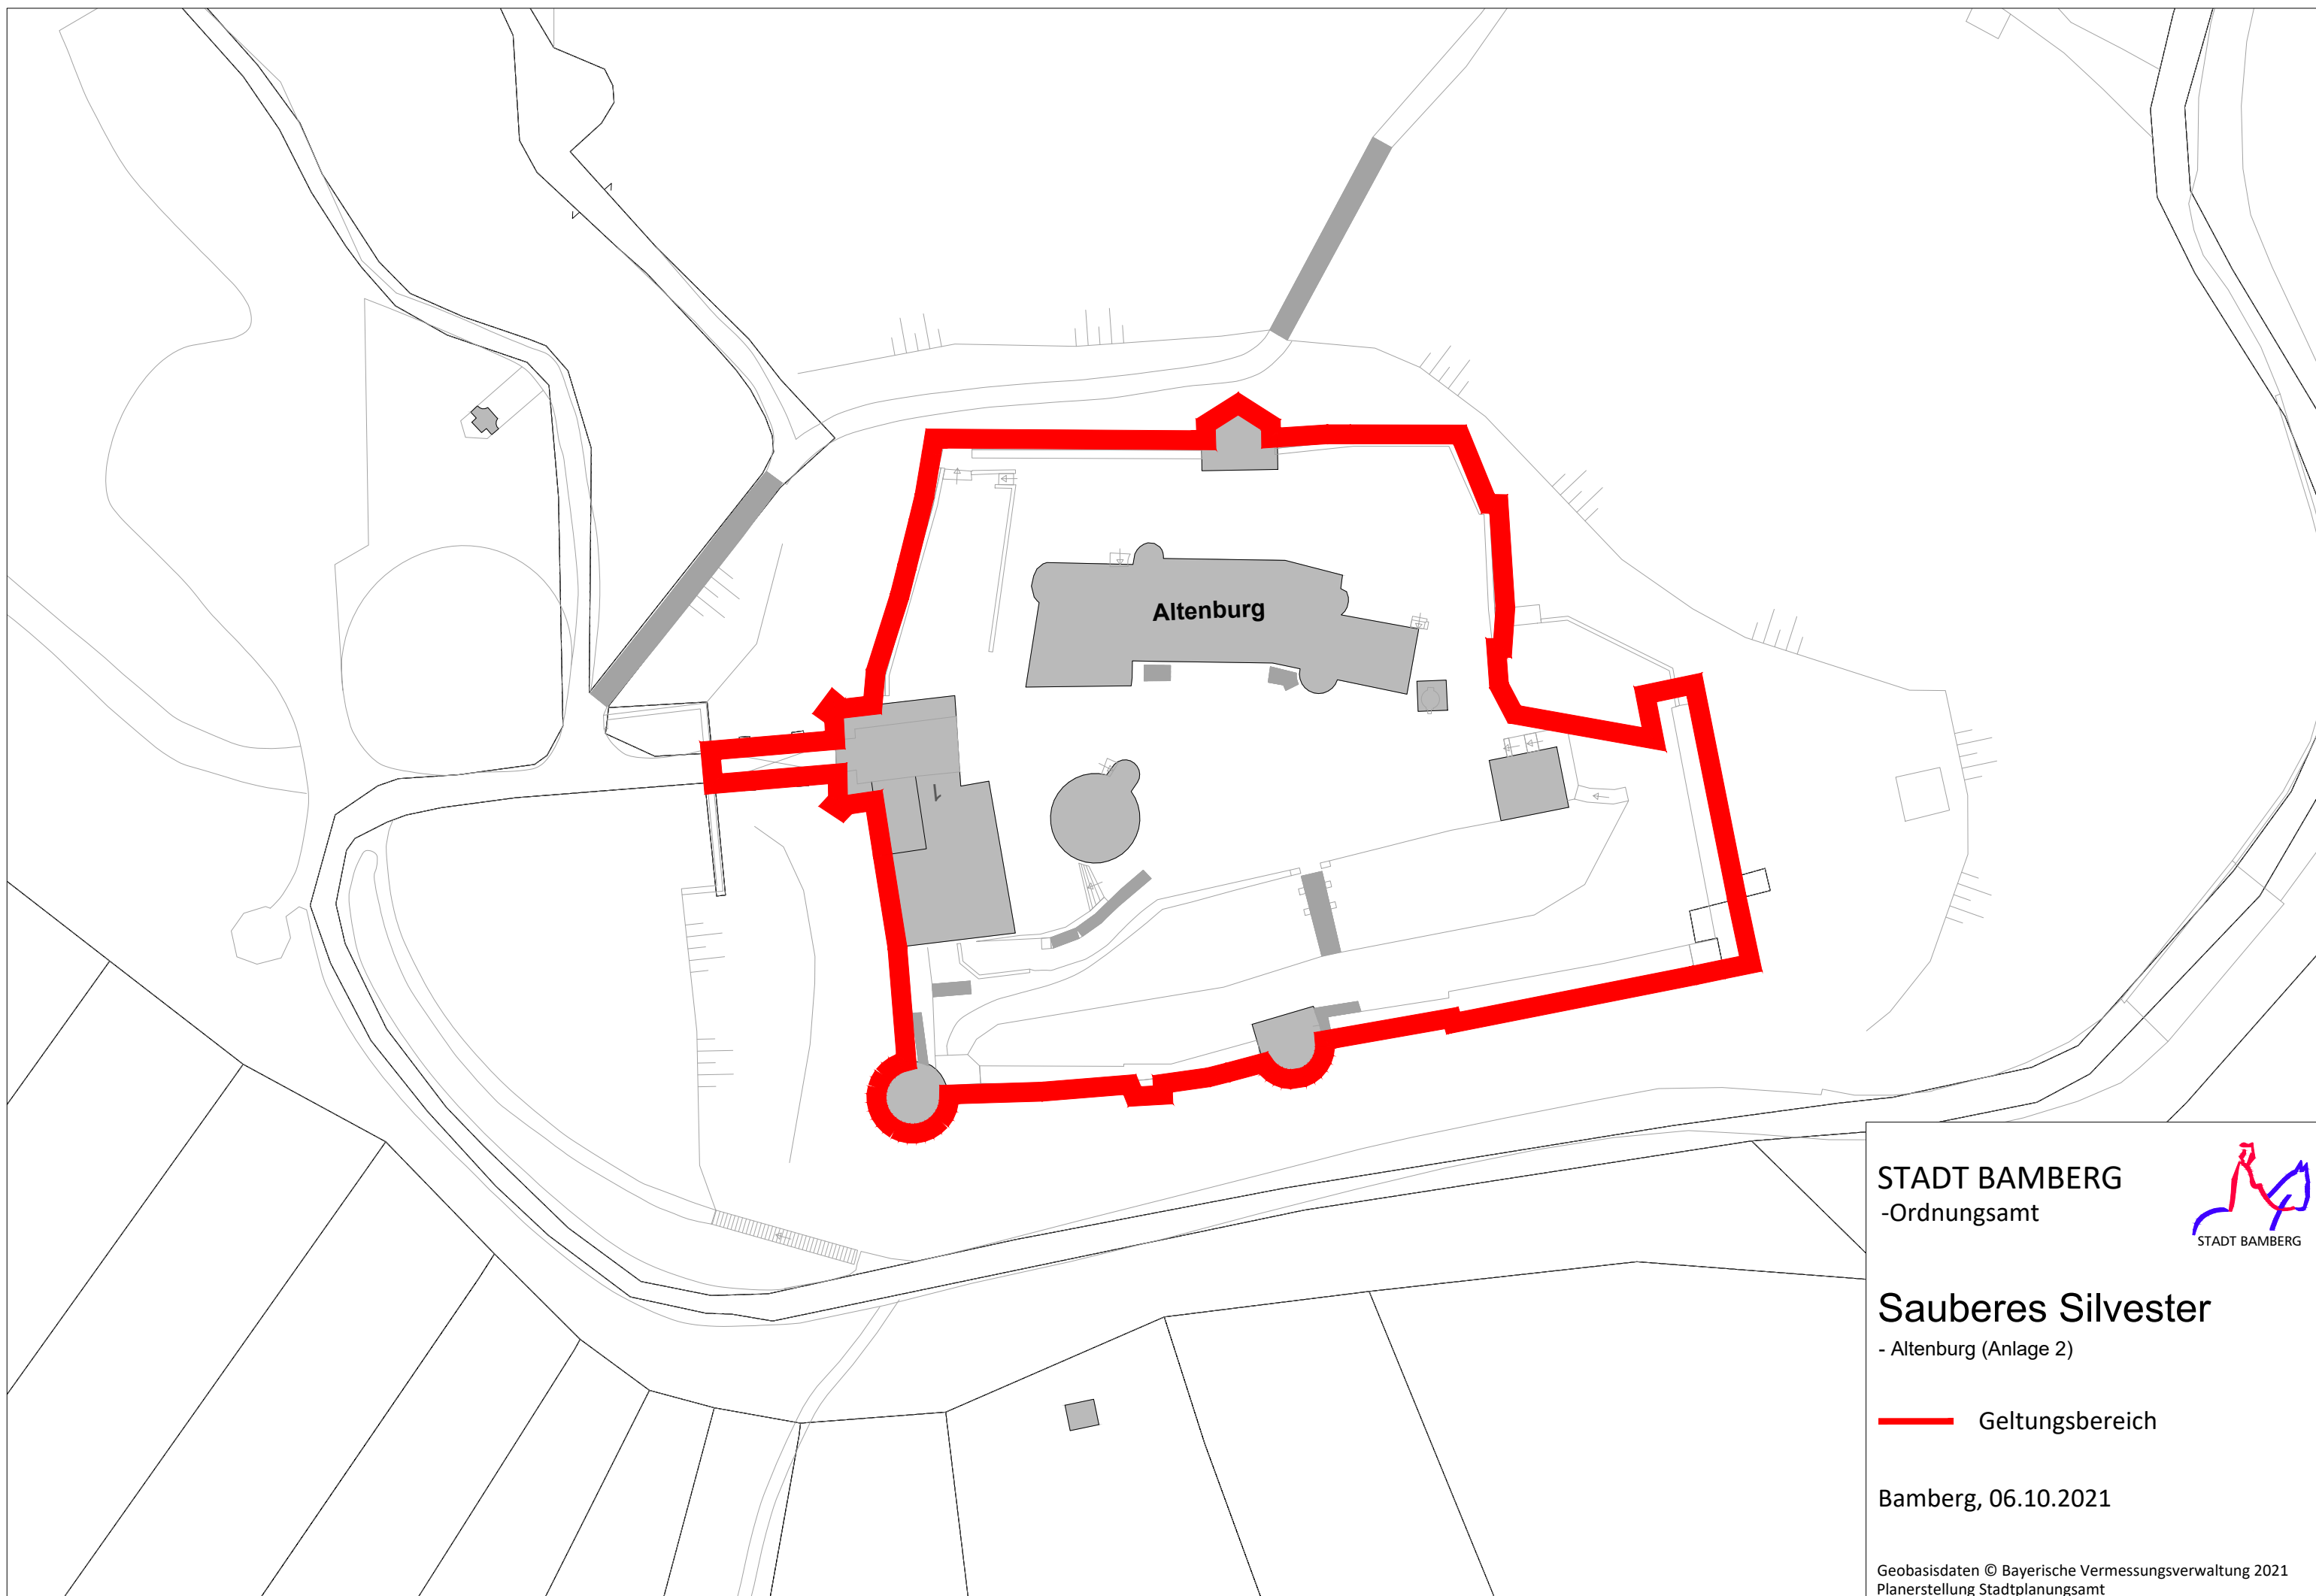 Altenburg
1
STADT BAMBERG
-Ordnungsamt
STADT BAMBERG
Sauberes Silvester
- Altenburg (Anlage 2)
Geltungsbereich
Bamberg, 06.10.2021
Geobasisdaten © Bayerische Vermessungsverwaltung 2021
Planerstellung Stadtplanungsamt